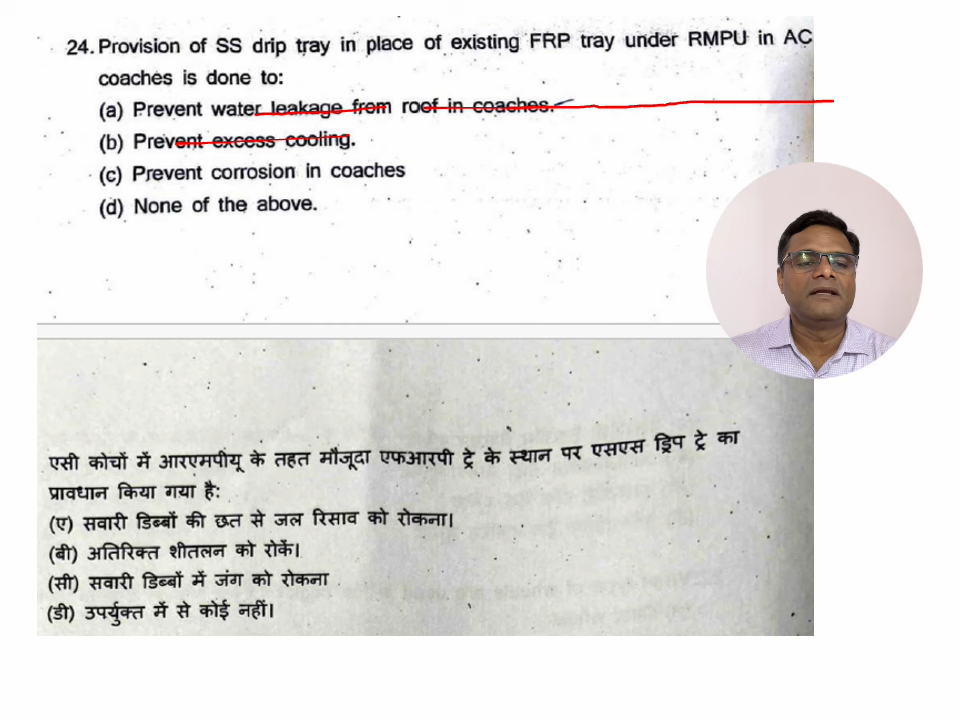 24. Provision of SS drip tray in place of existing FRP tray under RMPU in AC
coaches is done to:
(a) Prevent water leakage from roof in coaches.
(b) Prevent excess cooling.
(c) Prevent corrosion in coaches
(d) None of the above.
एसी कोचों में आरएमपीयू के तहत मौजूदा एफआरपी ट्रे के स्थान पर एसएस ड्रिप ट्रे का
प्रावधान किया गया है:
(ए) सवारी डिब्बों की छत से जल रिसाव को रोकना।
(बी) अतिरिक्त शीतलन को रोकें।
(सी) सवारी डिब्बों में जंग को रोकना
(डी) उपर्युक्त में से कोई नहीं।